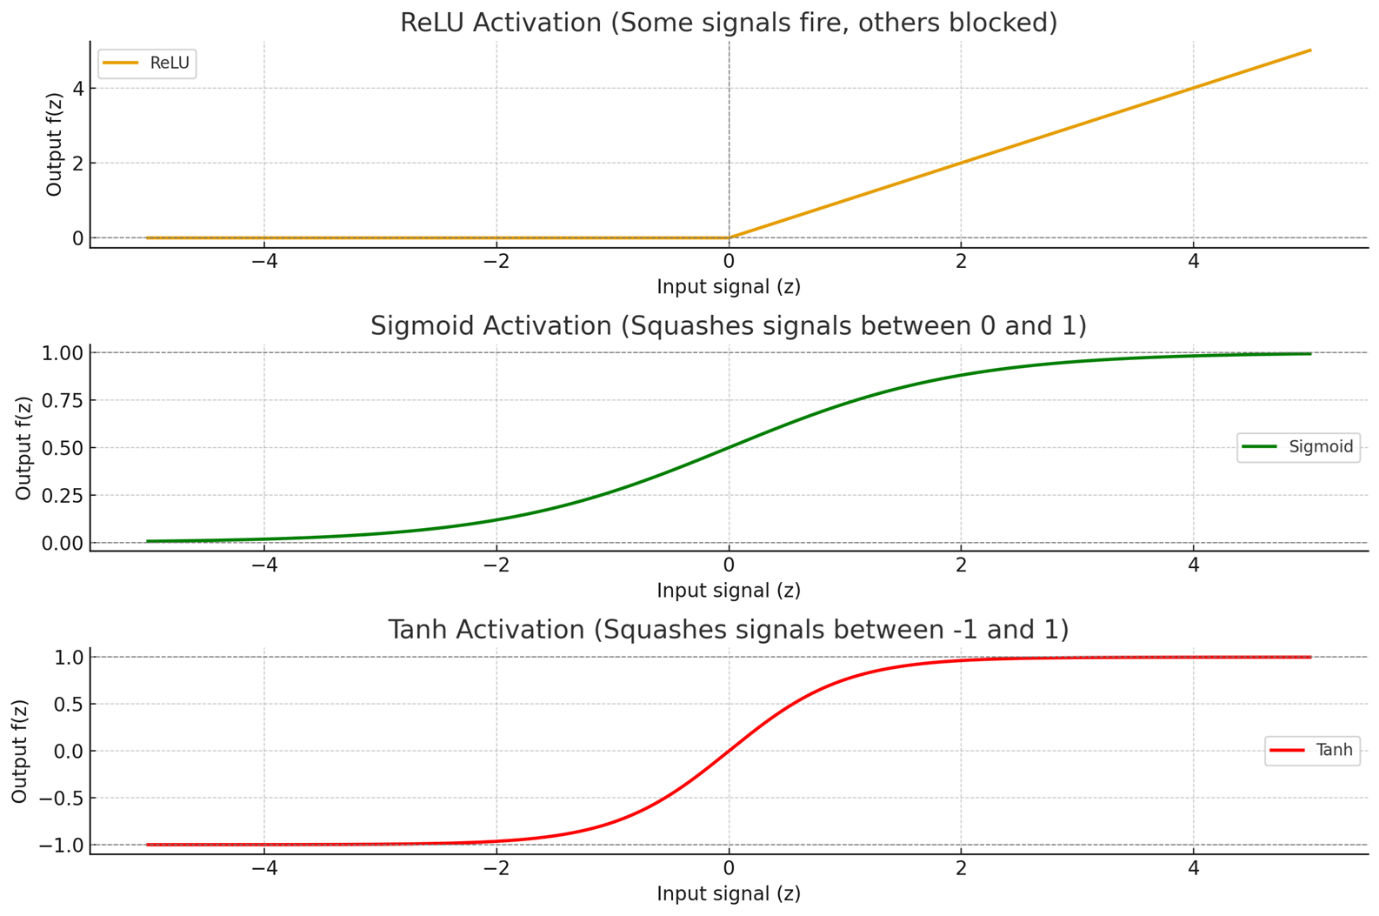 ReLU Activation (Some signals fire, others blocked)
ReLU
Output f(z)
4
2
0
−4 −2 0 2 4
Input signal (z)
Sigmoid Activation (Squashes signals between 0 and 1)
Sigmoid
Output f(z)
1.00
0.75
0.50
0.25
0.00
−4 −2 0 2 4
Input signal (z)
Tanh Activation (Squashes signals between -1 and 1)
Tanh
Output f(z)
1.0
0.5
0.0
−0.5
−1.0
−4 −2 0 2 4
Input signal (z)